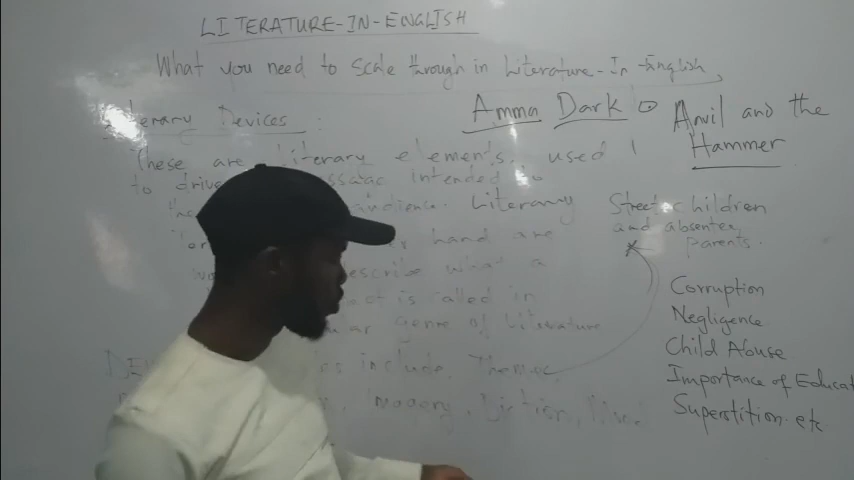 LITERATURE-IN-ENGLISH
What you need to Scale through in Literature-In-English,
Literary Devices :
Amma Dark
Anvil and the
Hammer
These are Literary elements, used
to drive intended to
audience. Literary
hand are
describe what a
is called in
Genre of Literature
include. Theme
Imagery, Diction, Mood
Street children
and absentee
parents.
Corruption
Negligence
Child Abuse
Importance of Educat
Superstition. etc